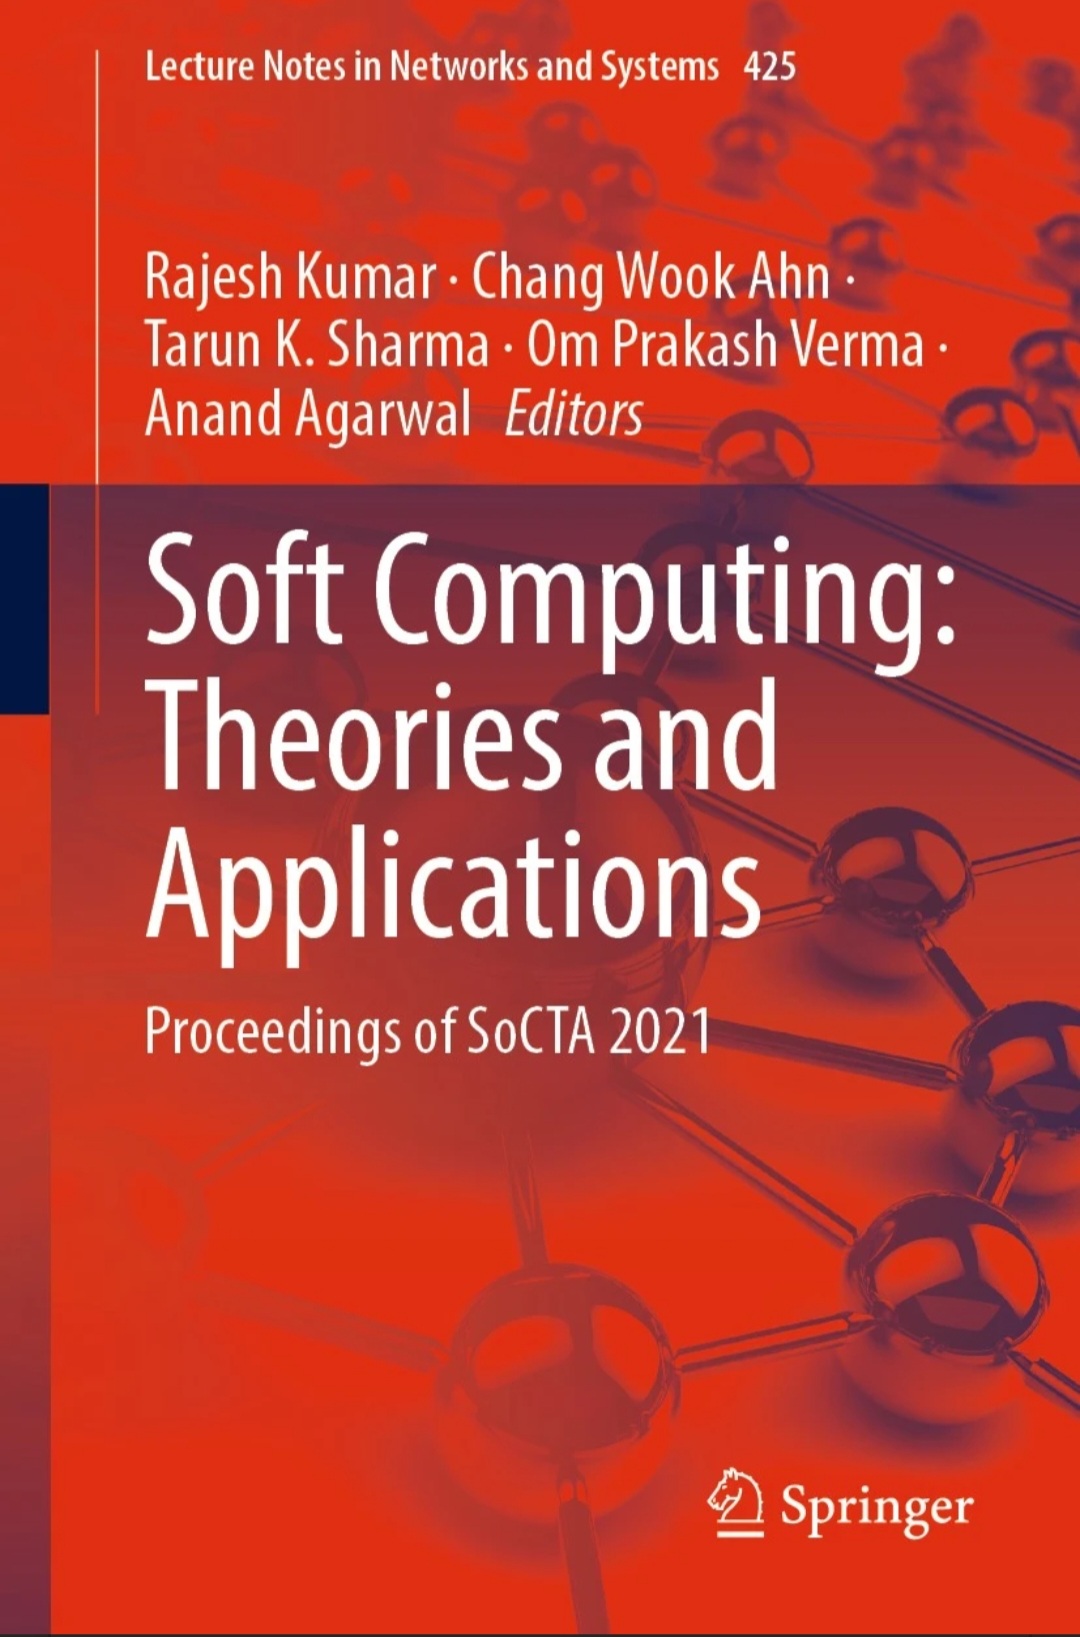 Lecture Notes in Networks and Systems 425
Rajesh Kumar · Chang Wook Ahn ·
Tarun K. Sharma · Om Prakash Verma ·
Anand Agarwal Editors
Soft Computing:
Theories and
Applications
Proceedings of SoCTA 2021
Springer